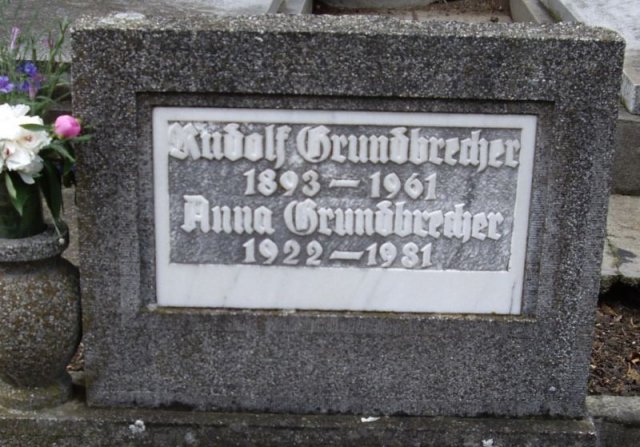 Rudolf Grundbrecher
1893 — 1961
Anna Grundbrecher
1922 — 1981